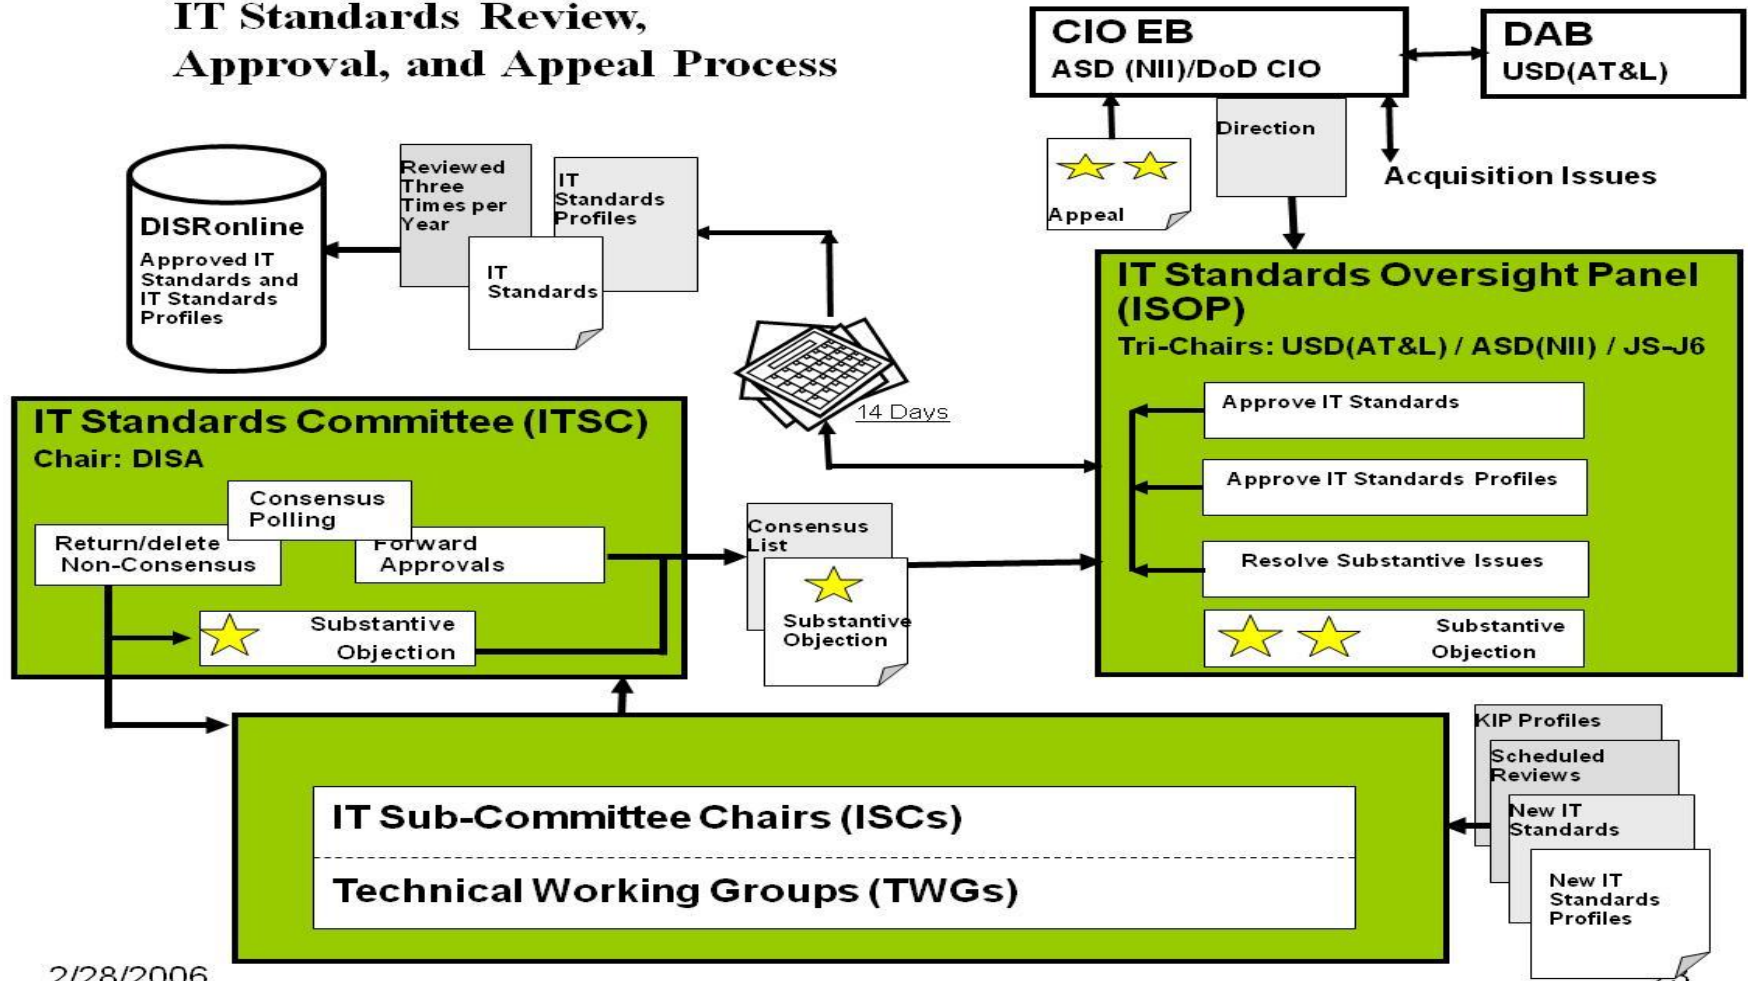 IT Standards Review,
Approval, and Appeal Process
CIO EB
ASD (NII)/DoD CIO
DAB
USD(AT&L)
Direction
Appeal
Acquisition Issues
DISRonline
Approved IT
Standards and
IT Standards
Profiles
Reviewed
Three
Times per
Year
IT
Standards
Profiles
IT
Standards
14 Days
IT Standards Oversight Panel
(ISOP)
Tri-Chairs: USD(AT&L) / ASD(NII) / JS-J6
Approve IT Standards
Approve IT Standards Profiles
Resolve Substantive Issues
Substantive
Objection
IT Standards Committee (ITSC)
Chair: DISA
Consensus
Polling
Return/delete
Non-Consensus
Forward
Approvals
Substantive
Objection
Consensus
List
Substantive
Objection
IT Sub-Committee Chairs (ISCs)
Technical Working Groups (TWGs)
KIP Profiles
Scheduled
Reviews
New IT
Standards
New IT
Standards
Profiles
2/28/2006